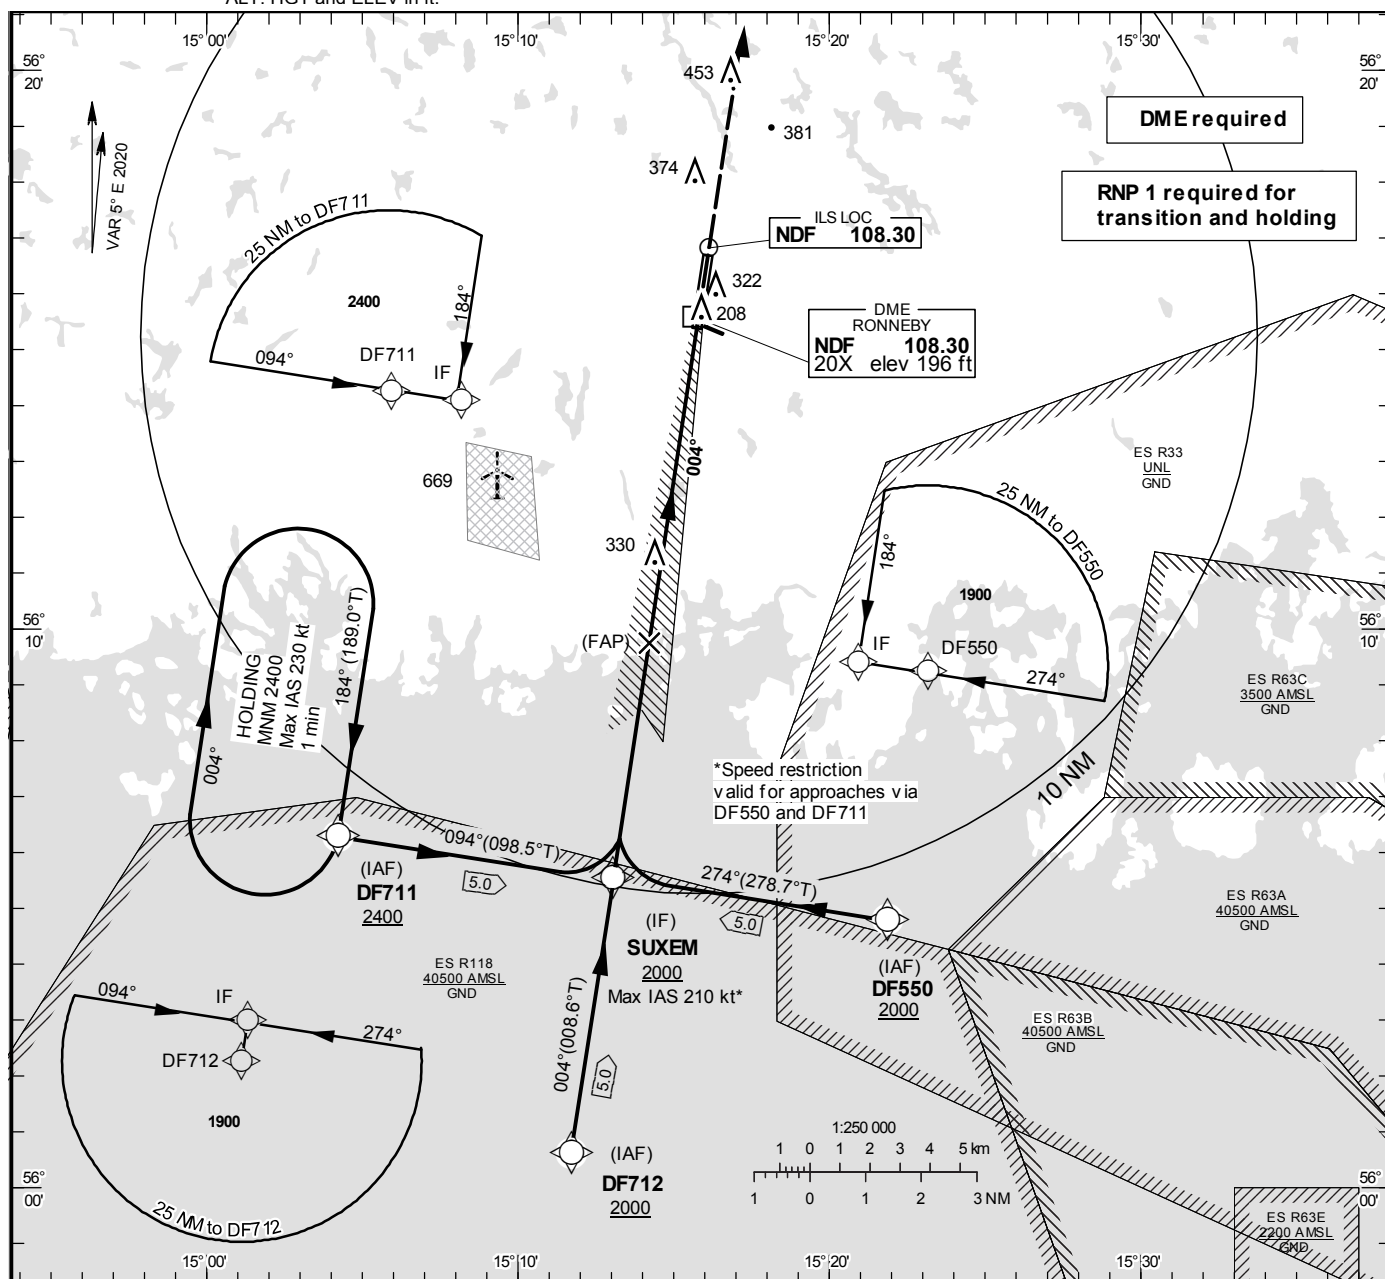 ALT. HGT and ELEV in ft.
15° 00'
15° 10'
15° 20'
15° 30'
56°
20'
56°
20'
453
381
374
DME required
RNP 1 required for
transition and holding
VAR 5° E 2020
25 NM to DF711
2400
184°
094°
DF711
IF
ILS LOC
NDF 108.30
322
208
DME
RONNEBY
NDF 108.30
20X elev 196 ft
004°
669
330
ES R33
UNL
GND
25 NM to DF550
184°
1900
IF
DF550
274°
56°
10'
56°
10'
(FAP)
HOLDING
MNM 2400
Max IAS 230 kt
1 min
184° (189.0°T)
004°
ES R63C
3500 AMSL
GND
*Speed restriction
valid for approaches via
DF550 and DF711
10 NM
094°(098.5°T)
5.0
274°(278.7°T)
5.0
(IAF)
DF711
2400
(IF)
SUXEM
2000
Max IAS 210 kt*
(IAF)
DF550
2000
ES R63A
40500 AMSL
GND
ES R118
40500 AMSL
GND
094°
IF
274°
DF712
1900
25 NM to DF712
004°(008.6°T)
5.0
(IAF)
DF712
2000
ES R63B
40500 AMSL
GND
1:250 000
1 0 1 2 3 4 5 km
1 0 1 2 3 NM
56°
00'
56°
00'
ES R63E
2200 AMSL
GND
15° 00'
15° 10'
15° 20'
15° 30'